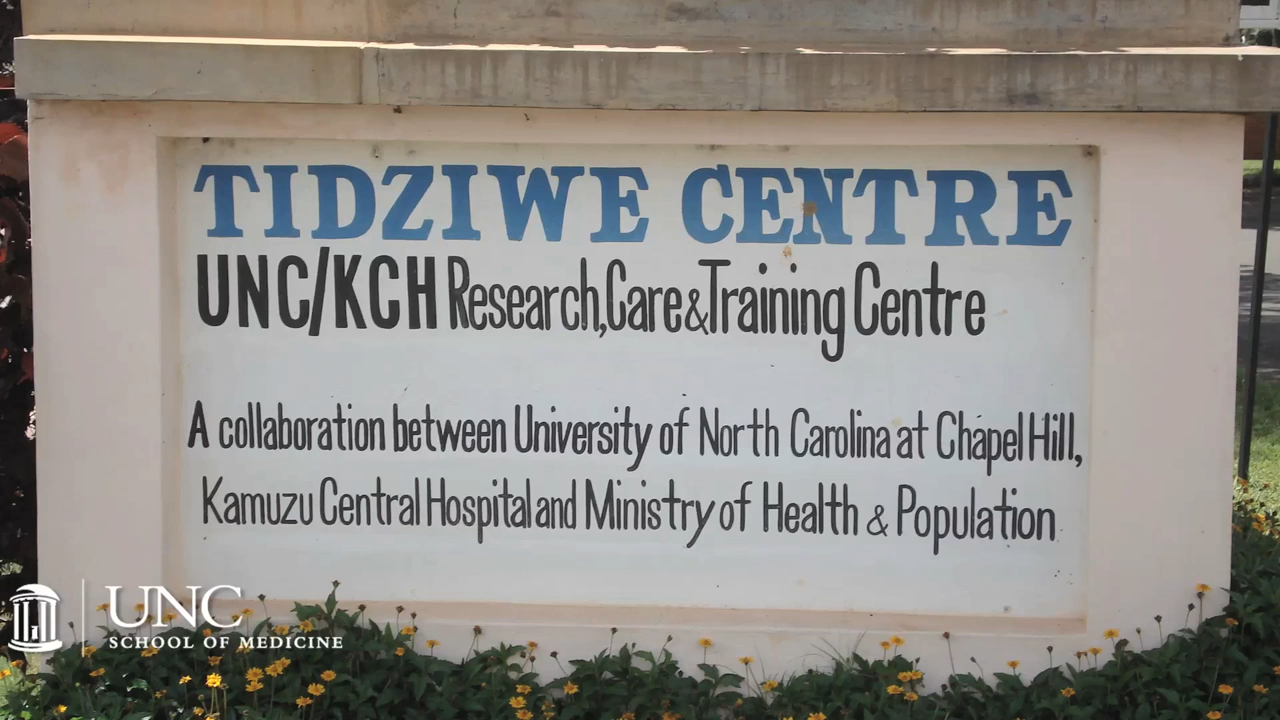 TIDZIWE CENTRE
UNC/KCH Research,Care&Training Centre
A collaboration between University of North Carolina at Chapel Hill,
Kamuzu Central Hospital and Ministry of Health & Population
UNC
SCHOOL OF MEDICINE